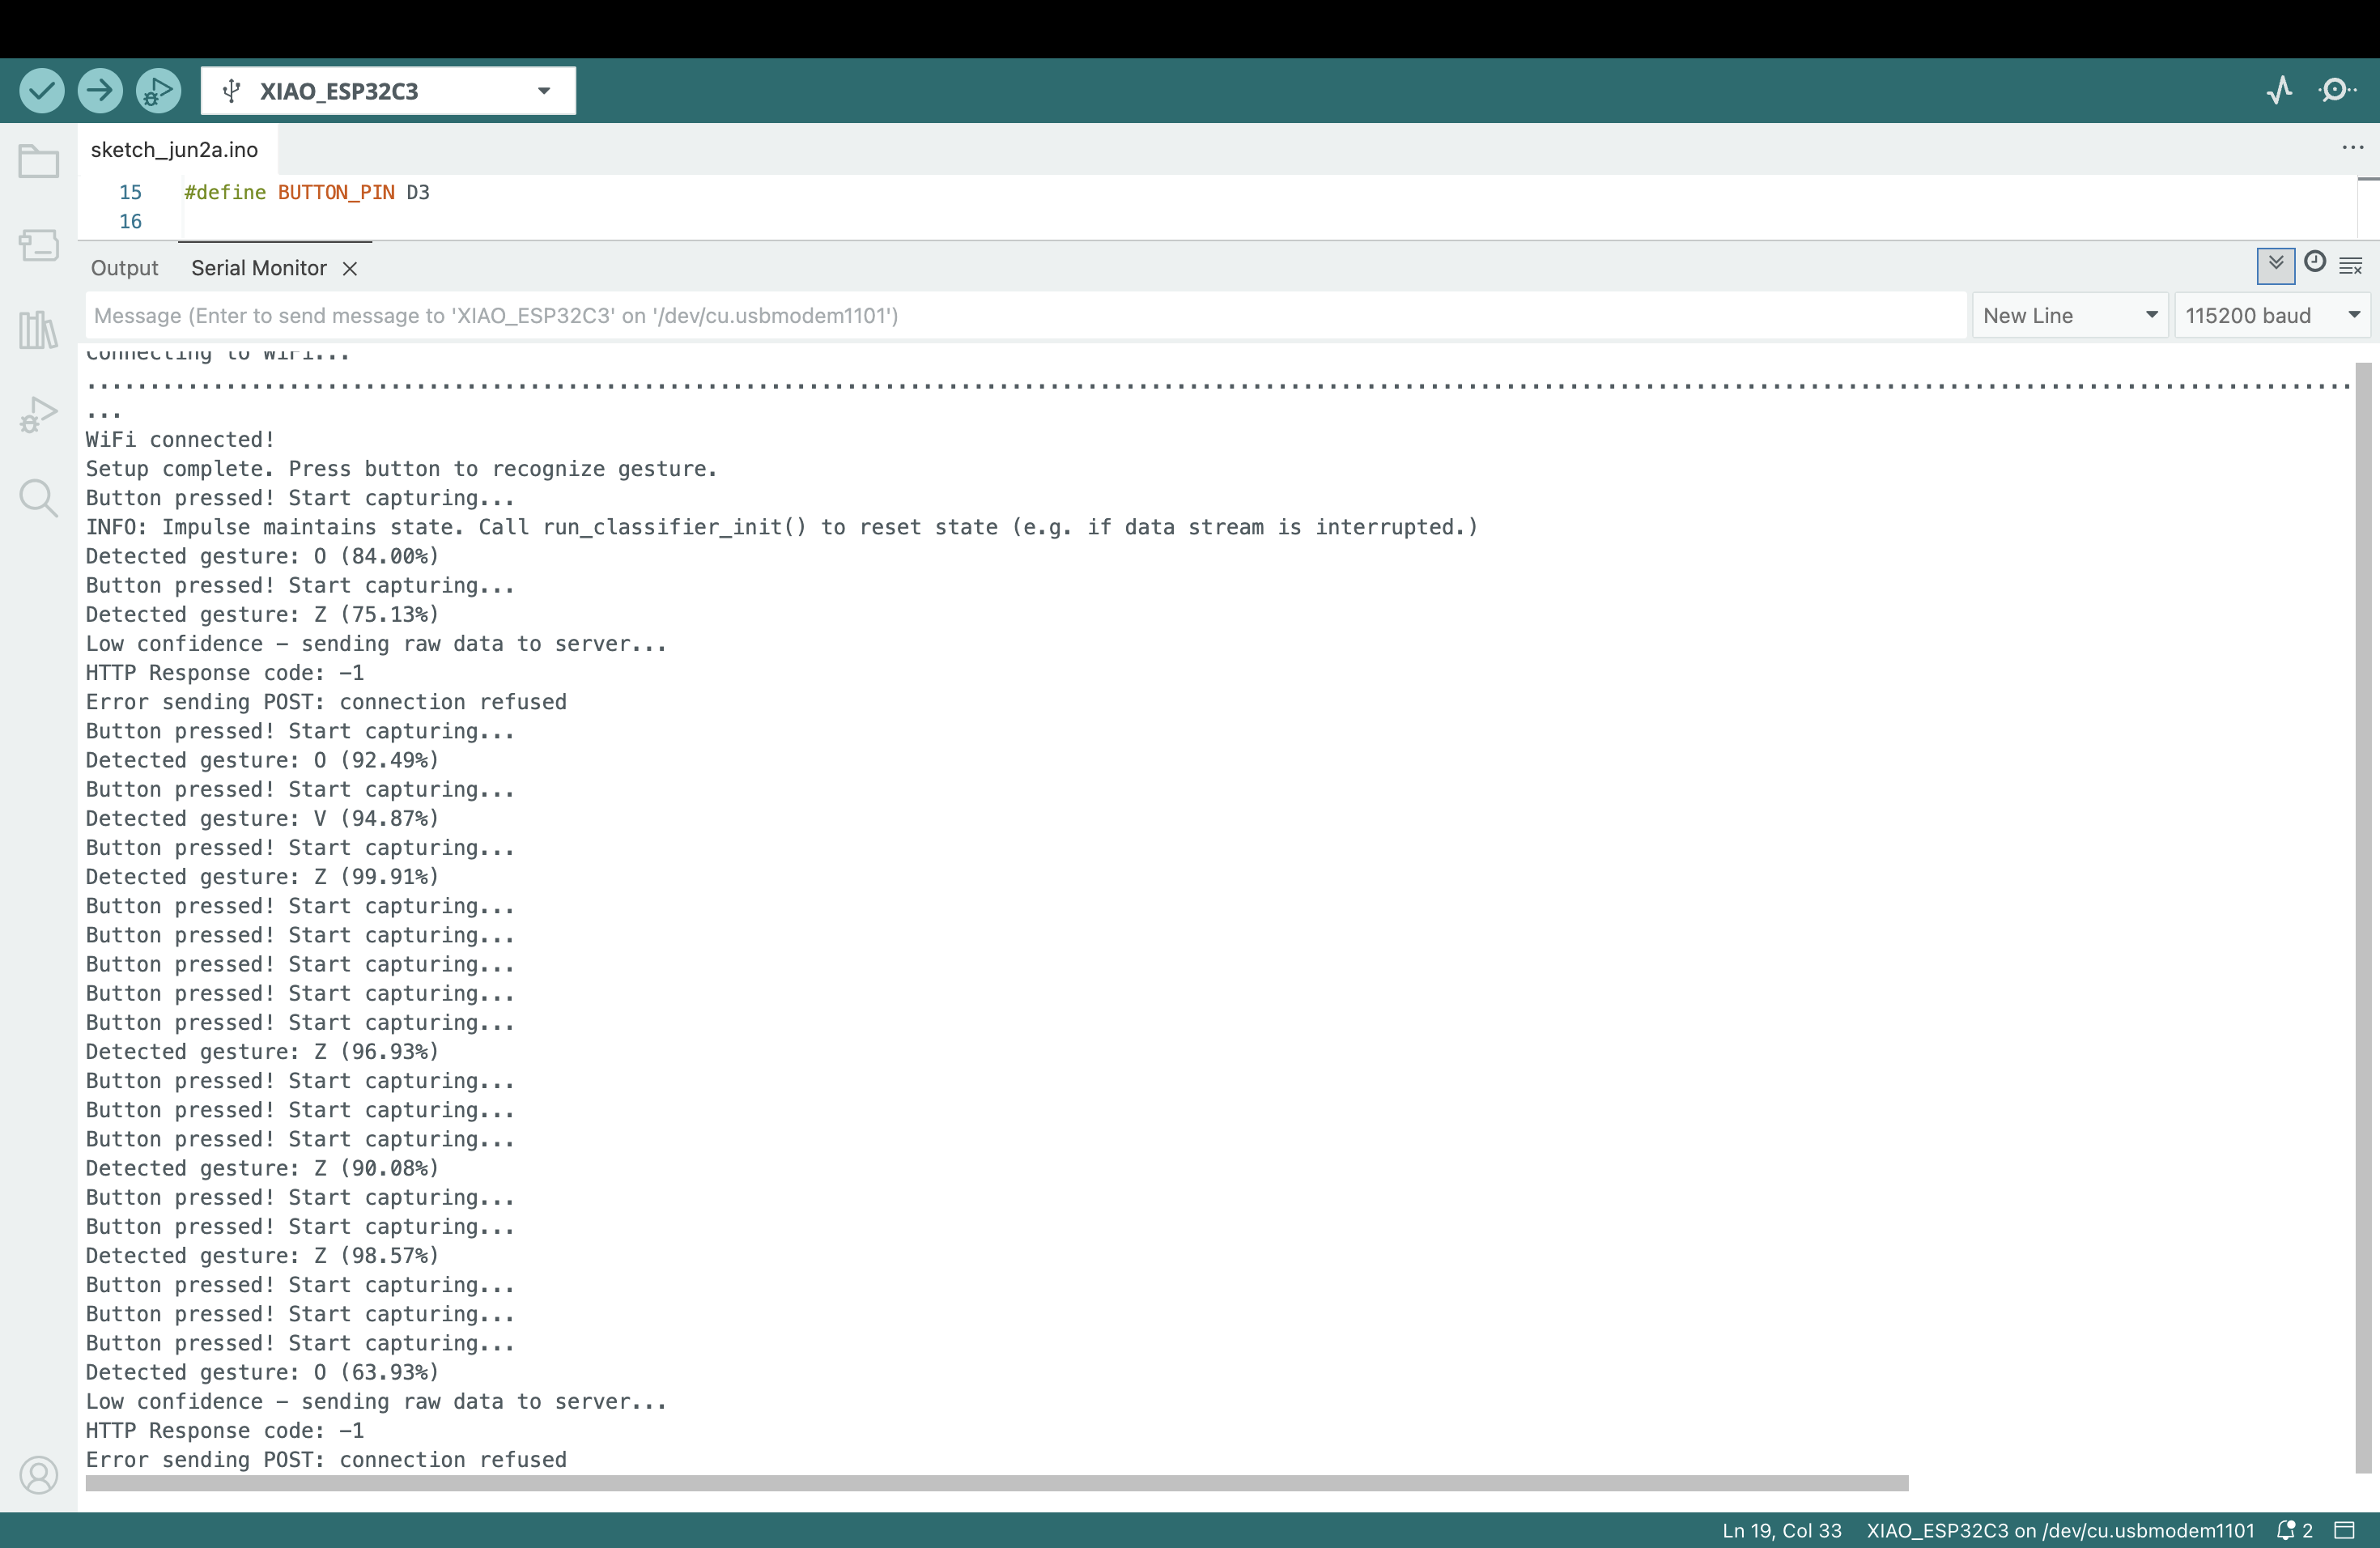 XIAO_ESP32C3
sketch_jun2a.ino
15 #define BUTTON_PIN D3
16
Output Serial Monitor
Message (Enter to send message to 'XIAO_ESP32C3' on '/dev/cu.usbmodem1101') New Line 115200 baud
Connecting to WiFi...
...
WiFi connected!
Setup complete. Press button to recognize gesture.
Button pressed! Start capturing...
INFO: Impulse maintains state. Call run_classifier_init() to reset state (e.g. if data stream is interrupted.)
Detected gesture: O (84.00%)
Button pressed! Start capturing...
Detected gesture: Z (75.13%)
Low confidence – sending raw data to server...
HTTP Response code: -1
Error sending POST: connection refused
Button pressed! Start capturing...
Detected gesture: O (92.49%)
Button pressed! Start capturing...
Detected gesture: V (94.87%)
Button pressed! Start capturing...
Detected gesture: Z (99.91%)
Button pressed! Start capturing...
Button pressed! Start capturing...
Button pressed! Start capturing...
Button pressed! Start capturing...
Button pressed! Start capturing...
Detected gesture: Z (96.93%)
Button pressed! Start capturing...
Button pressed! Start capturing...
Button pressed! Start capturing...
Detected gesture: Z (90.08%)
Button pressed! Start capturing...
Button pressed! Start capturing...
Detected gesture: Z (98.57%)
Button pressed! Start capturing...
Button pressed! Start capturing...
Button pressed! Start capturing...
Detected gesture: O (63.93%)
Low confidence – sending raw data to server...
HTTP Response code: -1
Error sending POST: connection refused
Ln 19, Col 33 XIAO_ESP32C3 on /dev/cu.usbmodem1101 2